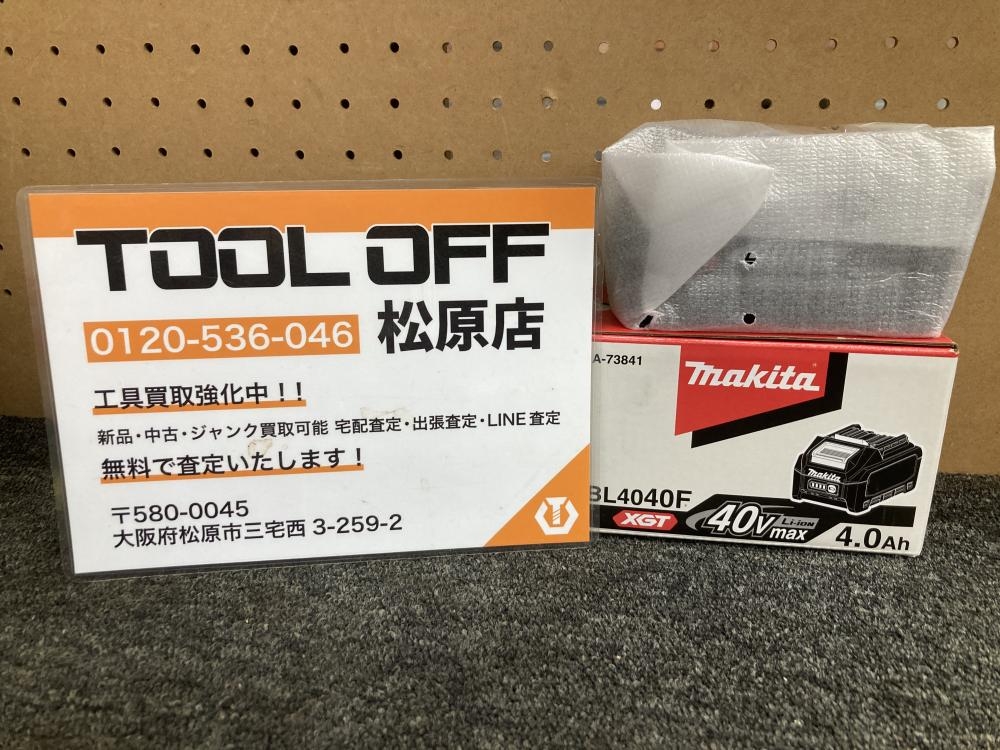 TOOL OFF
0120-536-046 松原店
工具買取強化中！！
新品・中古・ジャンク買取可能 宅配査定・出張査定・LINE査定
無料で査定いたします！
〒580-0045
大阪府松原市三宅西 3-259-2
A-73841
makita
makita
BL4040F
XGT 40Vmax Li-ION 4.0Ah